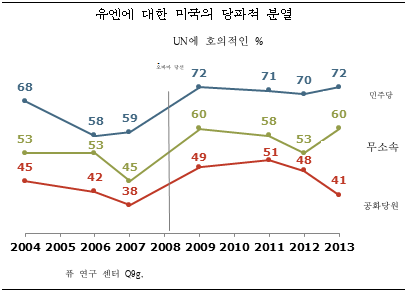 유엔에 대한 미국의 당파적 분열
UN에 호의적인 %
오바마 당선
68 58 59 72 71 70 72 민주당
53 53 45 60 58 53 60 무소속
45 42 38 49 51 48 41 공화당원
2004 2005 2006 2007 2008 2009 2010 2011 2012 2013
퓨 연구 센터 Q9g.